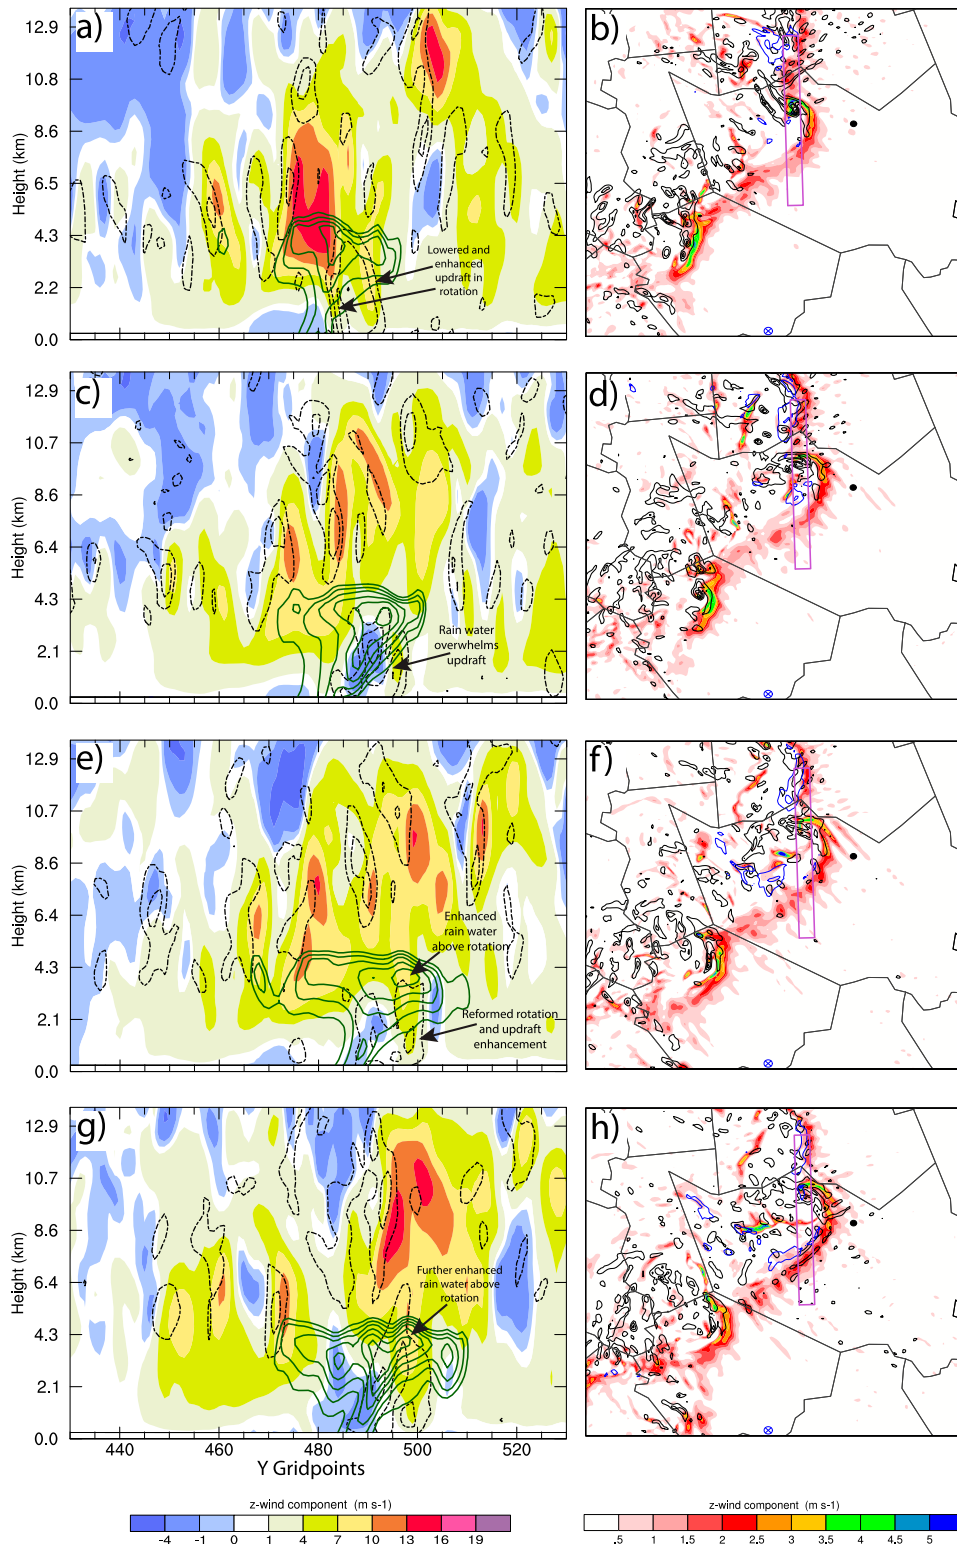 a)
Height (km)
12.9
10.8
8.6
6.5
4.3
2.2
0.0
Lowered and
enhanced
updraft in
rotation
b)
c)
Height (km)
12.9
10.7
8.6
6.4
4.3
2.1
0.0
Rain water
overwhelms
updraft
d)
e)
Height (km)
12.9
10.7
8.6
6.4
4.3
2.1
0.0
Enhanced
rain water
above rotation
Reformed rotation
and updraft
enhancement
f)
g)
Height (km)
12.9
10.7
8.6
6.4
4.3
2.1
0.0
Further enhanced
rain water above
rotation
440 460 480 500 520
Y Gridpoints
h)
z-wind component (m s-1)
-4 -1 0 1 4 7 10 13 16 19
z-wind component (m s-1)
.5 1 1.5 2 2.5 3 3.5 4 4.5 5